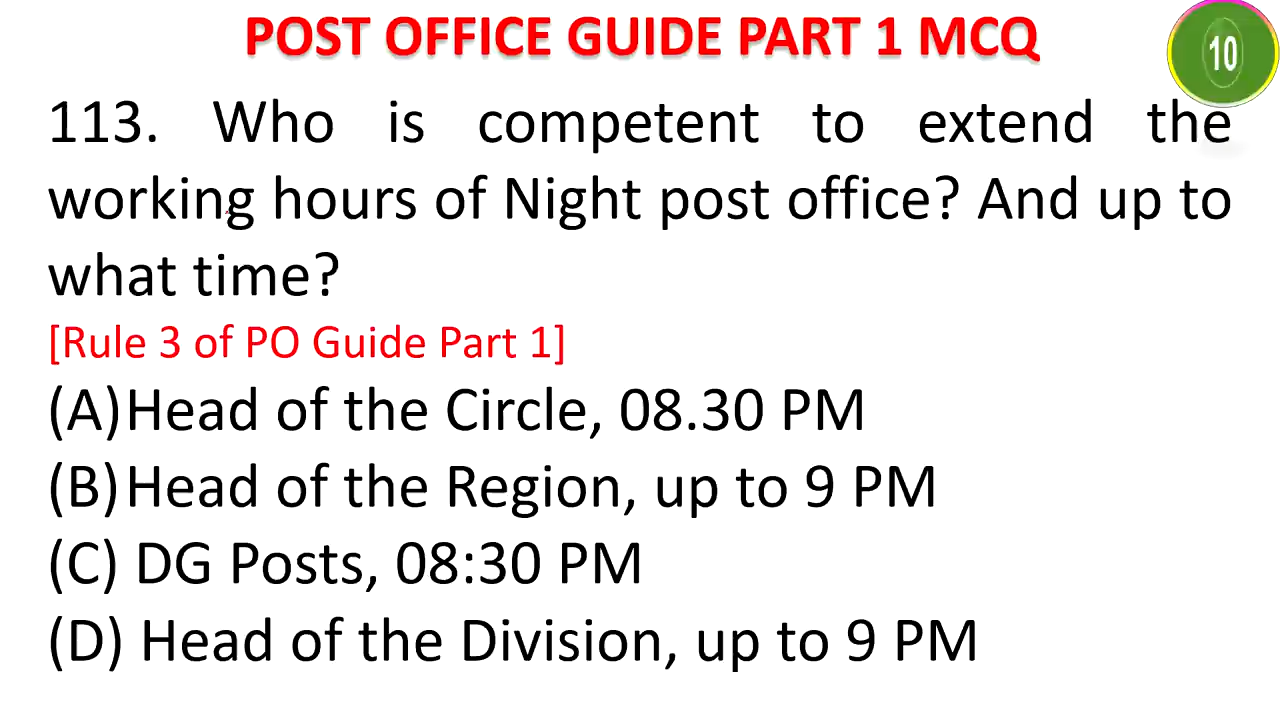 POST OFFICE GUIDE PART 1 MCQ
10
113. Who is competent to extend the
working hours of Night post office? And up to
what time?
[Rule 3 of PO Guide Part 1]
(A)Head of the Circle, 08.30 PM
(B)Head of the Region, up to 9 PM
(C) DG Posts, 08:30 PM
(D) Head of the Division, up to 9 PM